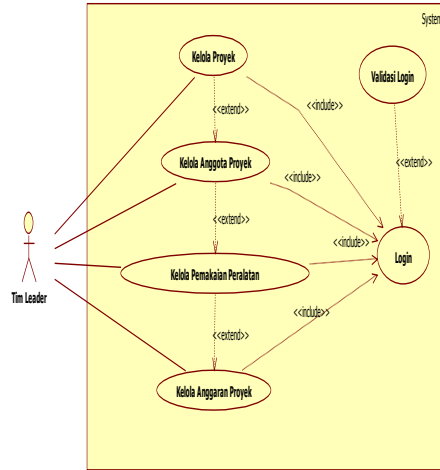 System
Kelola Proyek
Validasi Login
<<extend>>
<<include>>
Kelola Anggota Proyek
<<extend>>
<<include>>
<<extend>>
<<include>>
Login
Kelola Pemakaian Peralatan
Tim Leader
<<include>>
<<extend>>
Kelola Anggaran Proyek